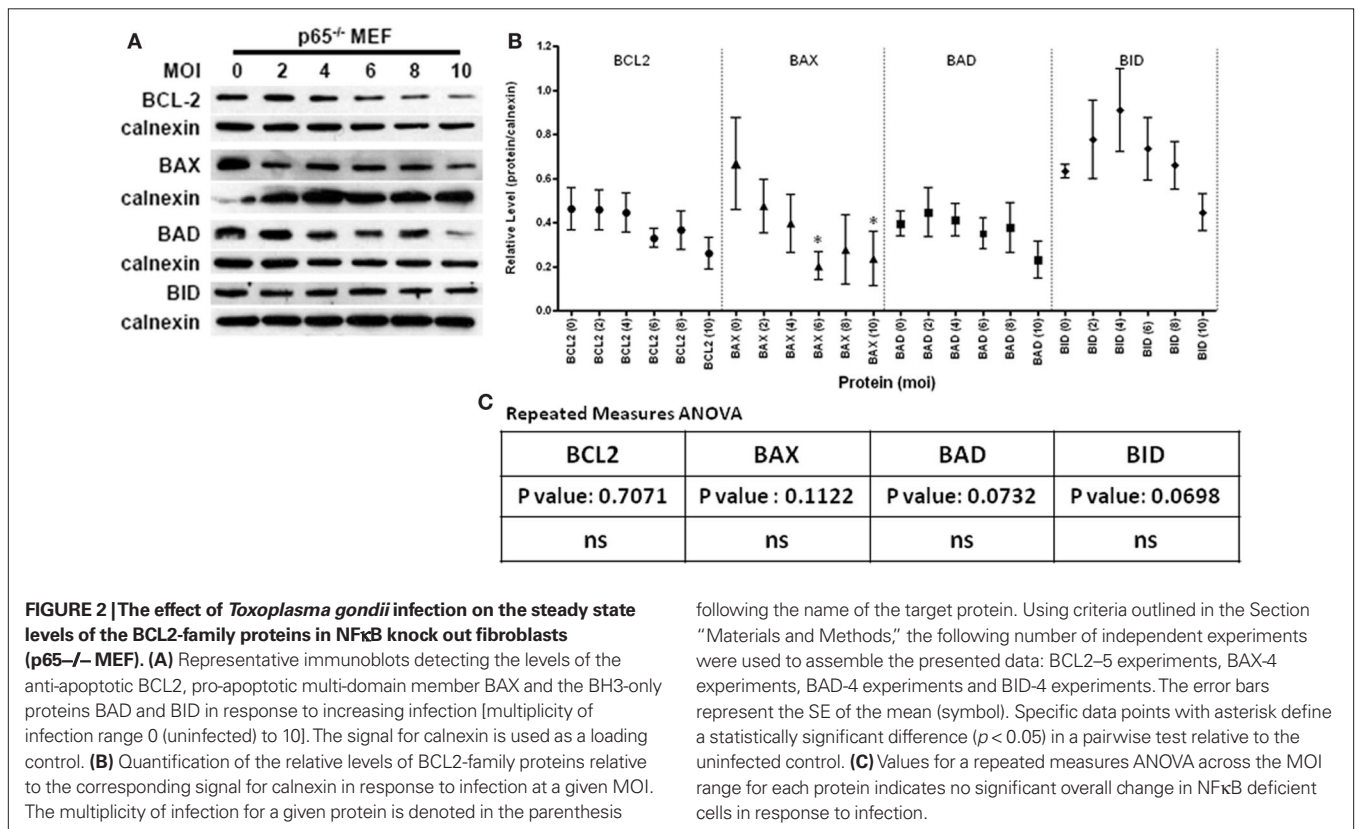 A
p65-/- MEF
MOI 0 2 4 6 8 10
BCL-2
calnexin
BAX
calnexin
BAD
calnexin
BID
calnexin
B
Relative Level (protein/calnexin)
1.2
1.0
0.8
0.6
0.4
0.2
0.0
BCL2 BAX BAD BID
* *
BCL2 (0)
BCL2 (2)
BCL2 (4)
BCL2 (6)
BCL2 (8)
BCL2 (10)
BAX (0)
BAX (2)
BAX (4)
BAX (6)
BAX (8)
BAX (10)
BAD (0)
BAD (2)
BAD (4)
BAD (6)
BAD (8)
BAD (10)
BID (0)
BID (2)
BID (4)
BID (6)
BID (8)
BID (10)
Protein (moi)
C Repeated Measures ANOVA
BCL2 BAX BAD BID
P value: 0.7071 P value : 0.1122 P value: 0.0732 P value: 0.0698
ns ns ns ns
FIGURE 2 | The effect of Toxoplasma gondii infection on the steady state
levels of the BCL2-family proteins in NFκB knock out fibroblasts
(p65−/− MEF). (A) Representative immunoblots detecting the levels of the
anti-apoptotic BCL2, pro-apoptotic multi-domain member BAX and the BH3-only
proteins BAD and BID in response to increasing infection [multiplicity of
infection range 0 (uninfected) to 10]. The signal for calnexin is used as a loading
control. (B) Quantification of the relative levels of BCL2-family proteins relative
to the corresponding signal for calnexin in response to infection at a given MOI.
The multiplicity of infection for a given protein is denoted in the parenthesis
following the name of the target protein. Using criteria outlined in the Section
"Materials and Methods," the following number of independent experiments
were used to assemble the presented data: BCL2–5 experiments, BAX-4
experiments, BAD-4 experiments and BID-4 experiments. The error bars
represent the SE of the mean (symbol). Specific data points with asterisk define
a statistically significant difference (p < 0.05) in a pairwise test relative to the
uninfected control. (C) Values for a repeated measures ANOVA across the MOI
range for each protein indicates no significant overall change in NFκB deficient
cells in response to infection.